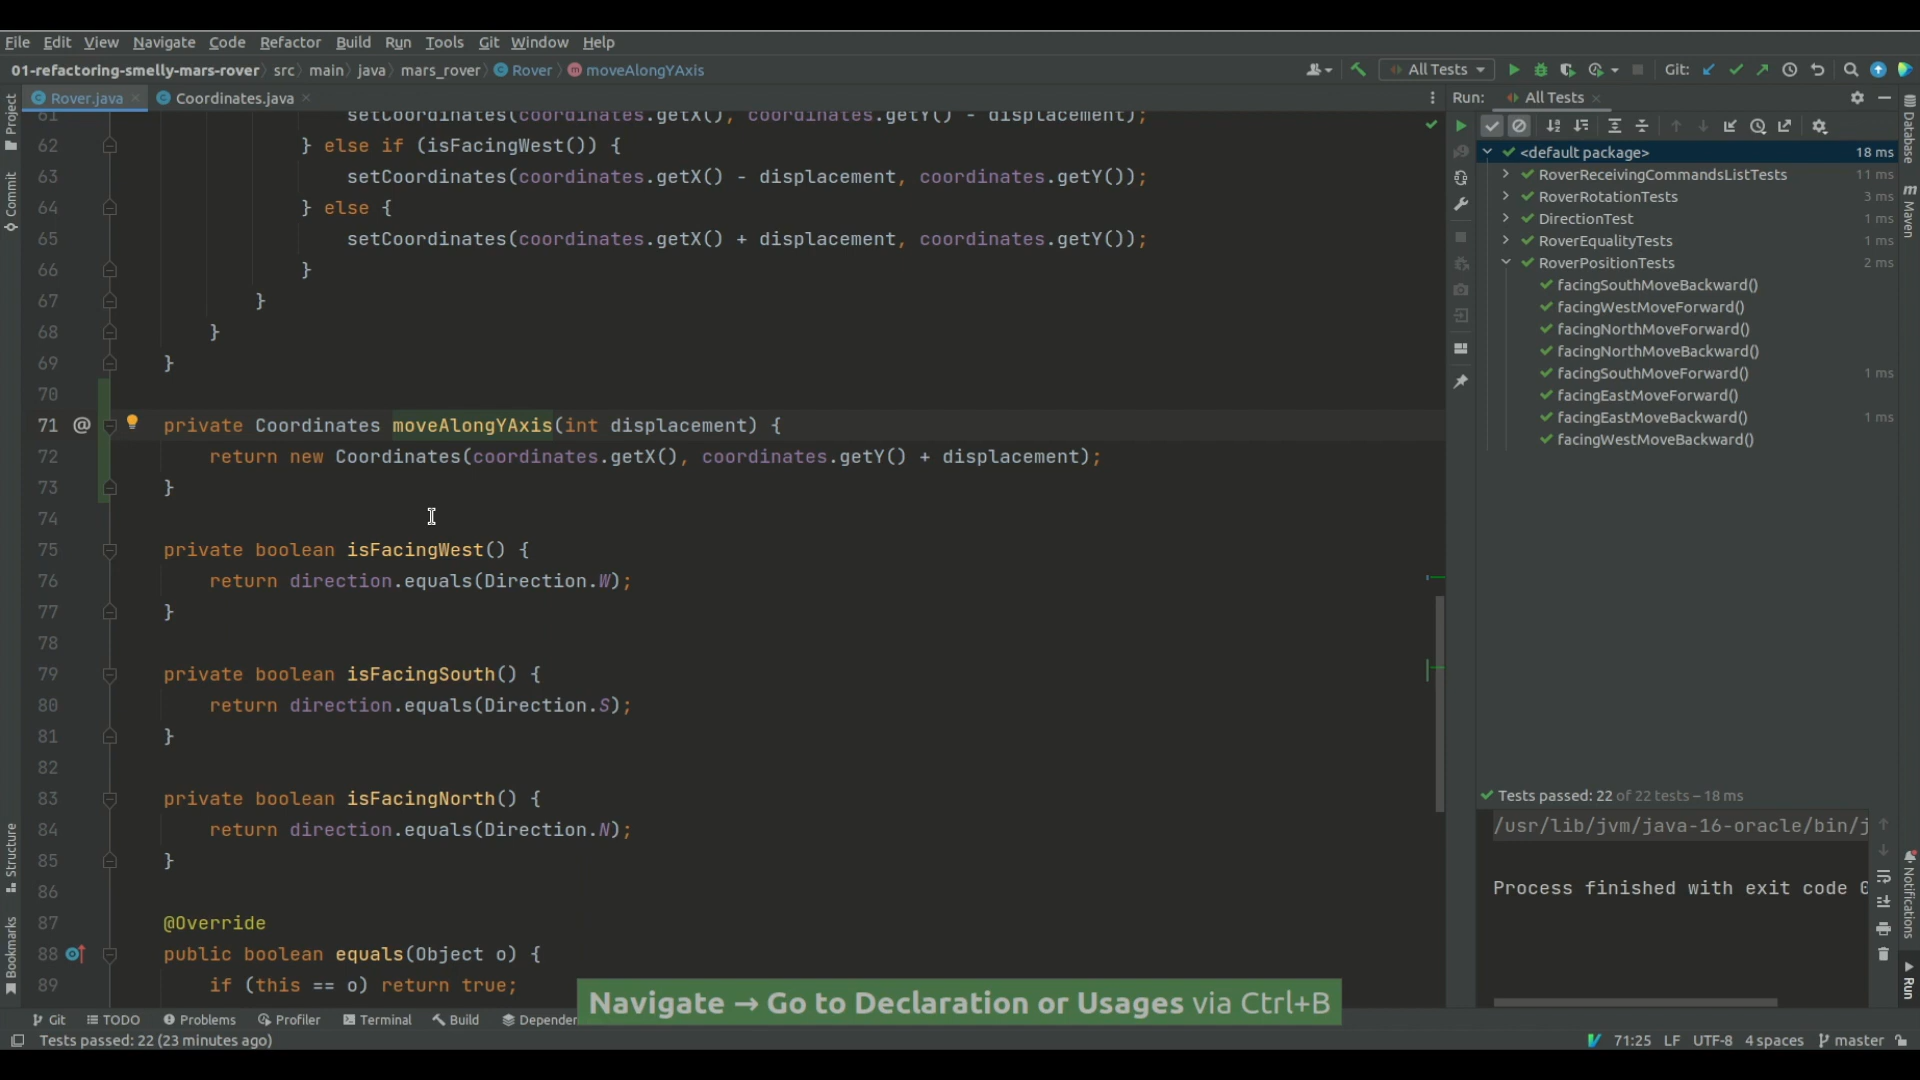 File Edit View Navigate Code Refactor Build Run Tools Git Window Help
01-refactoring-smelly-mars-rover src main java mars_rover Rover moveAlongYAxis All Tests Git:
Rover.java Coordinates.java
61 setCoordinates(coordinates.getX(), coordinates.getY() - displacement);
62 } else if (isFacingWest()) {
63 setCoordinates(coordinates.getX() - displacement, coordinates.getY());
64 } else {
65 setCoordinates(coordinates.getX() + displacement, coordinates.getY());
66 }
67 }
68 }
69 }
70
71 @ private Coordinates moveAlongYAxis(int displacement) {
72 return new Coordinates(coordinates.getX(), coordinates.getY() + displacement);
73 }
74
75 private boolean isFacingWest() {
76 return direction.equals(Direction.W);
77 }
78
79 private boolean isFacingSouth() {
80 return direction.equals(Direction.S);
81 }
82
83 private boolean isFacingNorth() {
84 return direction.equals(Direction.N);
85 }
86
87 @Override
88 public boolean equals(Object o) {
89 if (this == o) return true;
Navigate → Go to Declaration or Usages via Ctrl+B
Run: All Tests
<default package> 18 ms
RoverReceivingCommandsListTests 11 ms
RoverRotationTests 3 ms
DirectionTest 1 ms
RoverEqualityTests 1 ms
RoverPositionTests 2 ms
facingSouthMoveBackward()
facingWestMoveForward()
facingNorthMoveForward()
facingNorthMoveBackward()
facingSouthMoveForward() 1 ms
facingEastMoveForward()
facingEastMoveBackward() 1 ms
facingWestMoveBackward()
Tests passed: 22 of 22 tests – 18 ms
/usr/lib/jvm/java-16-oracle/bin/j
Process finished with exit code 0
Project
Commit
Structure
Bookmarks
Database
Maven
Notifications
Run
Git TODO Problems Profiler Terminal Build Depender
Tests passed: 22 (23 minutes ago) 71:25 LF UTF-8 4 spaces master